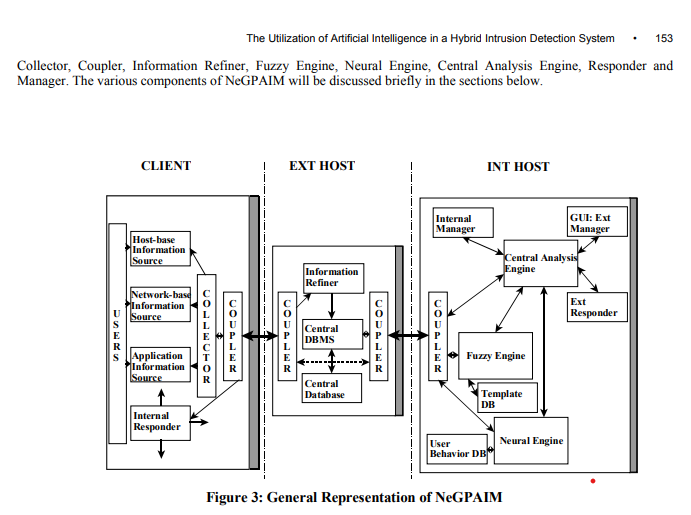 The Utilization of Artificial Intelligence in a Hybrid Intrusion Detection System • 153
Collector, Coupler, Information Refiner, Fuzzy Engine, Neural Engine, Central Analysis Engine, Responder and
Manager. The various components of NeGPAIM will be discussed briefly in the sections below.
CLIENT
EXT HOST
INT HOST
USERS
Host-base
Information
Source
Network-base
Information
Source
Application
Information
Source
Internal
Responder
COLLECTOR
COUPLER
COUPLER
Information
Refiner
Central
DBMS
Central
Database
COUPLER
COUPLER
Internal
Manager
GUI: Ext
Manager
Central Analysis
Engine
Ext
Responder
Fuzzy Engine
Template
DB
User
Behavior DB
Neural Engine
Figure 3: General Representation of NeGPAIM